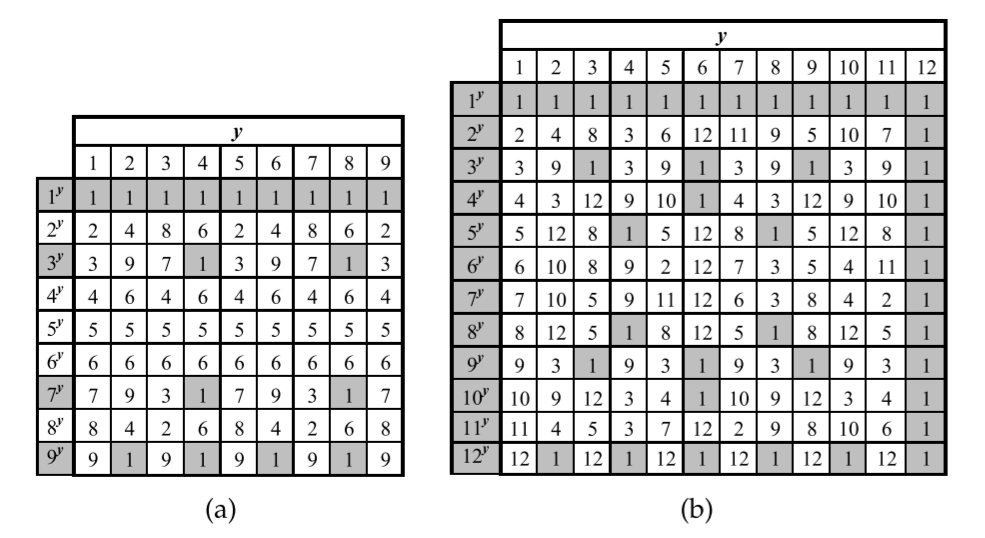 y
1 2 3 4 5 6 7 8 9
1^y 1 1 1 1 1 1 1 1 1
2^y 2 4 8 6 2 4 8 6 2
3^y 3 9 7 1 3 9 7 1 3
4^y 4 6 4 6 4 6 4 6 4
5^y 5 5 5 5 5 5 5 5 5
6^y 6 6 6 6 6 6 6 6 6
7^y 7 9 3 1 7 9 3 1 7
8^y 8 4 2 6 8 4 2 6 8
9^y 9 1 9 1 9 1 9 1 9
(a)
y
1 2 3 4 5 6 7 8 9 10 11 12
1^y 1 1 1 1 1 1 1 1 1 1 1 1
2^y 2 4 8 3 6 12 11 9 5 10 7 1
3^y 3 9 1 3 9 1 3 9 1 3 9 1
4^y 4 3 12 9 10 1 4 3 12 9 10 1
5^y 5 12 8 1 5 12 8 1 5 12 8 1
6^y 6 10 8 9 2 12 7 3 5 4 11 1
7^y 7 10 5 9 11 12 6 3 8 4 2 1
8^y 8 12 5 1 8 12 5 1 8 12 5 1
9^y 9 3 1 9 3 1 9 3 1 9 3 1
10^y 10 9 12 3 4 1 10 9 12 3 4 1
11^y 11 4 5 3 7 12 2 9 8 10 6 1
12^y 12 1 12 1 12 1 12 1 12 1 12 1
(b)